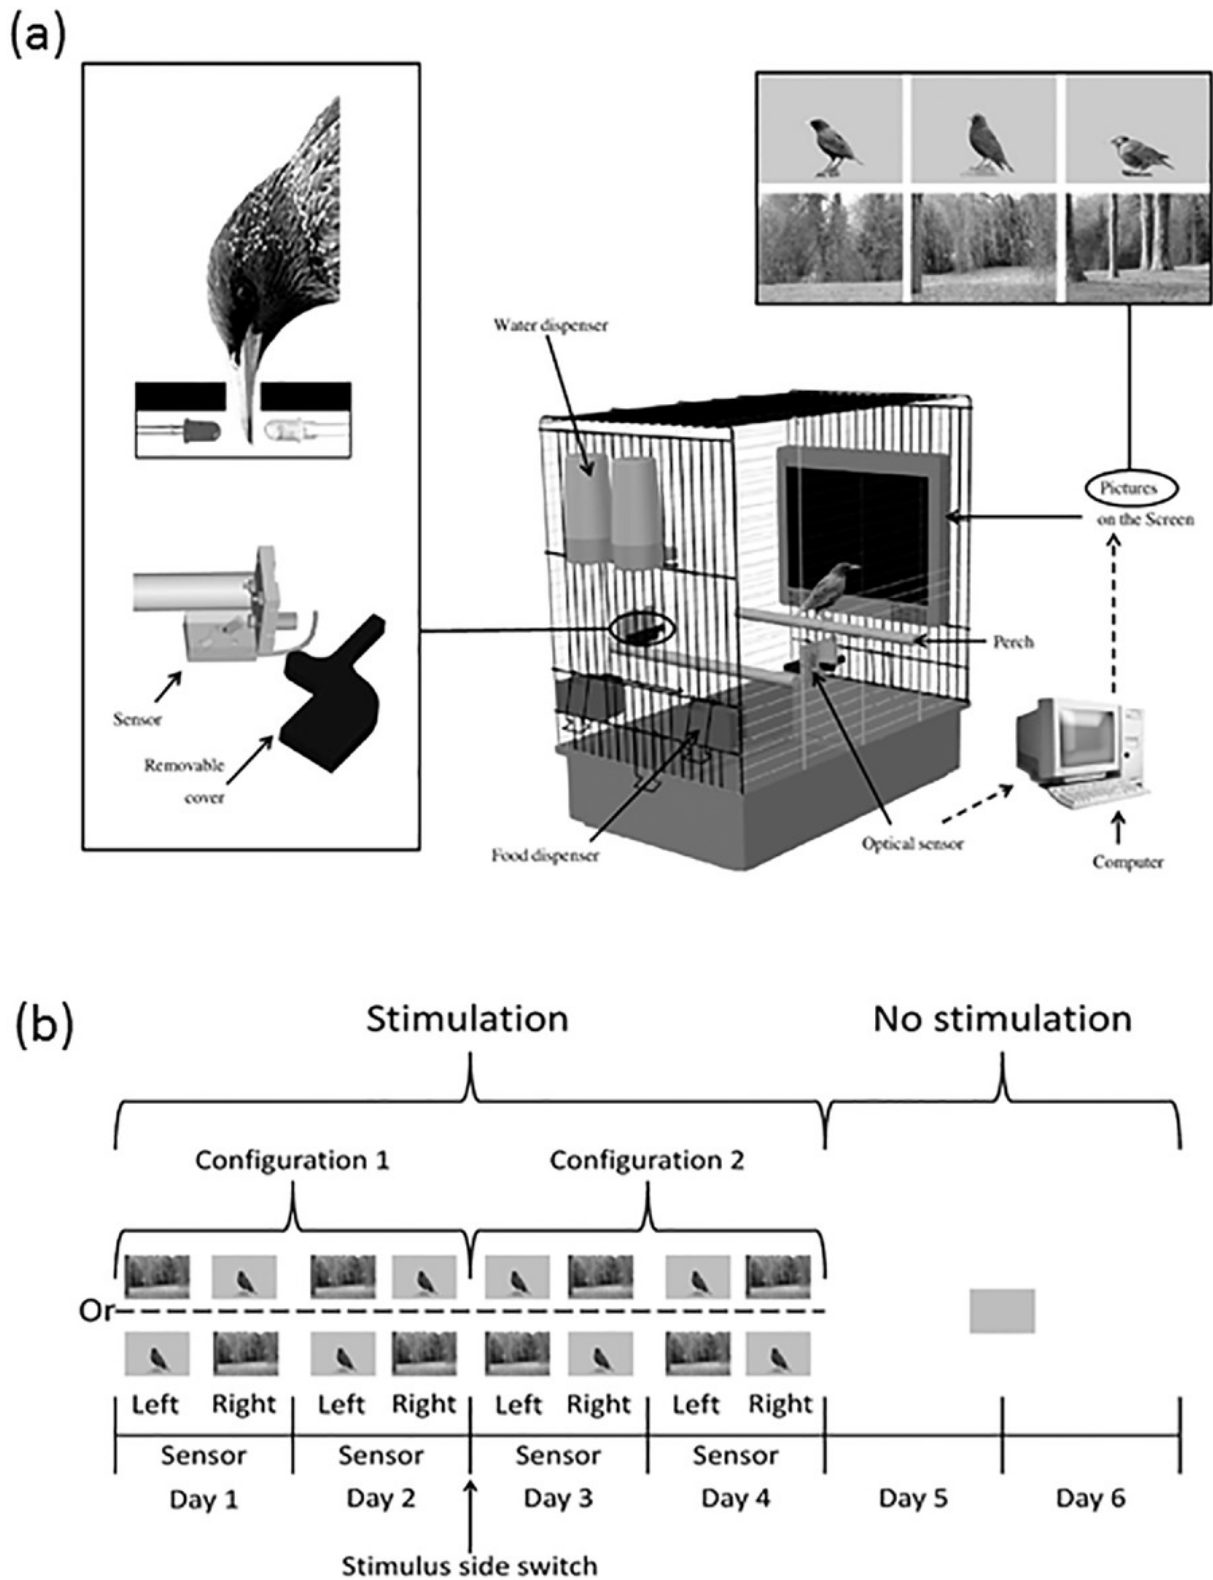 (a)
Water dispenser
Pictures
on the Screen
Perch
Sensor
Removable
cover
Food dispenser
Optical sensor
Computer
(b)
Stimulation
No stimulation
Configuration 1
Configuration 2
Or
Left Right Left Right Left Right Left Right
Sensor Sensor Sensor Sensor
Day 1 Day 2 Day 3 Day 4 Day 5 Day 6
Stimulus side switch